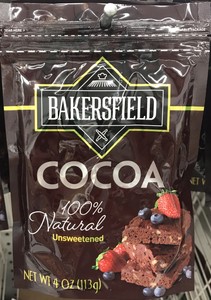 BAKERSFIELD
COCOA
100%
Natural
Unsweetened
NET WT 4 OZ (113g)